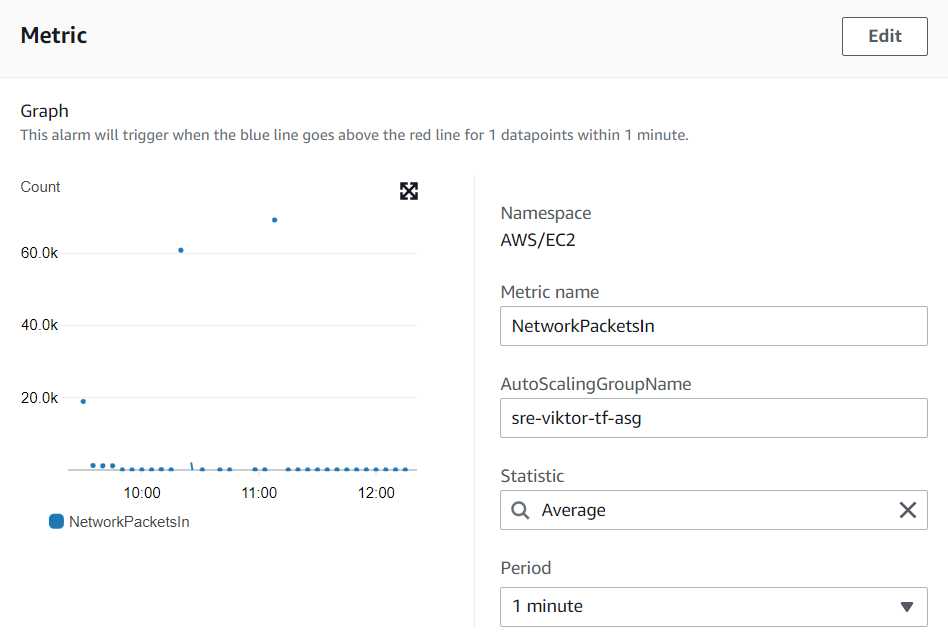 Metric
Edit
Graph
This alarm will trigger when the blue line goes above the red line for 1 datapoints within 1 minute.
Count
60.0k
40.0k
20.0k
10:00
11:00
12:00
NetworkPacketsIn
Namespace
AWS/EC2
Metric name
NetworkPacketsIn
AutoScalingGroupName
sre-viktor-tf-asg
Statistic
Average
Period
1 minute